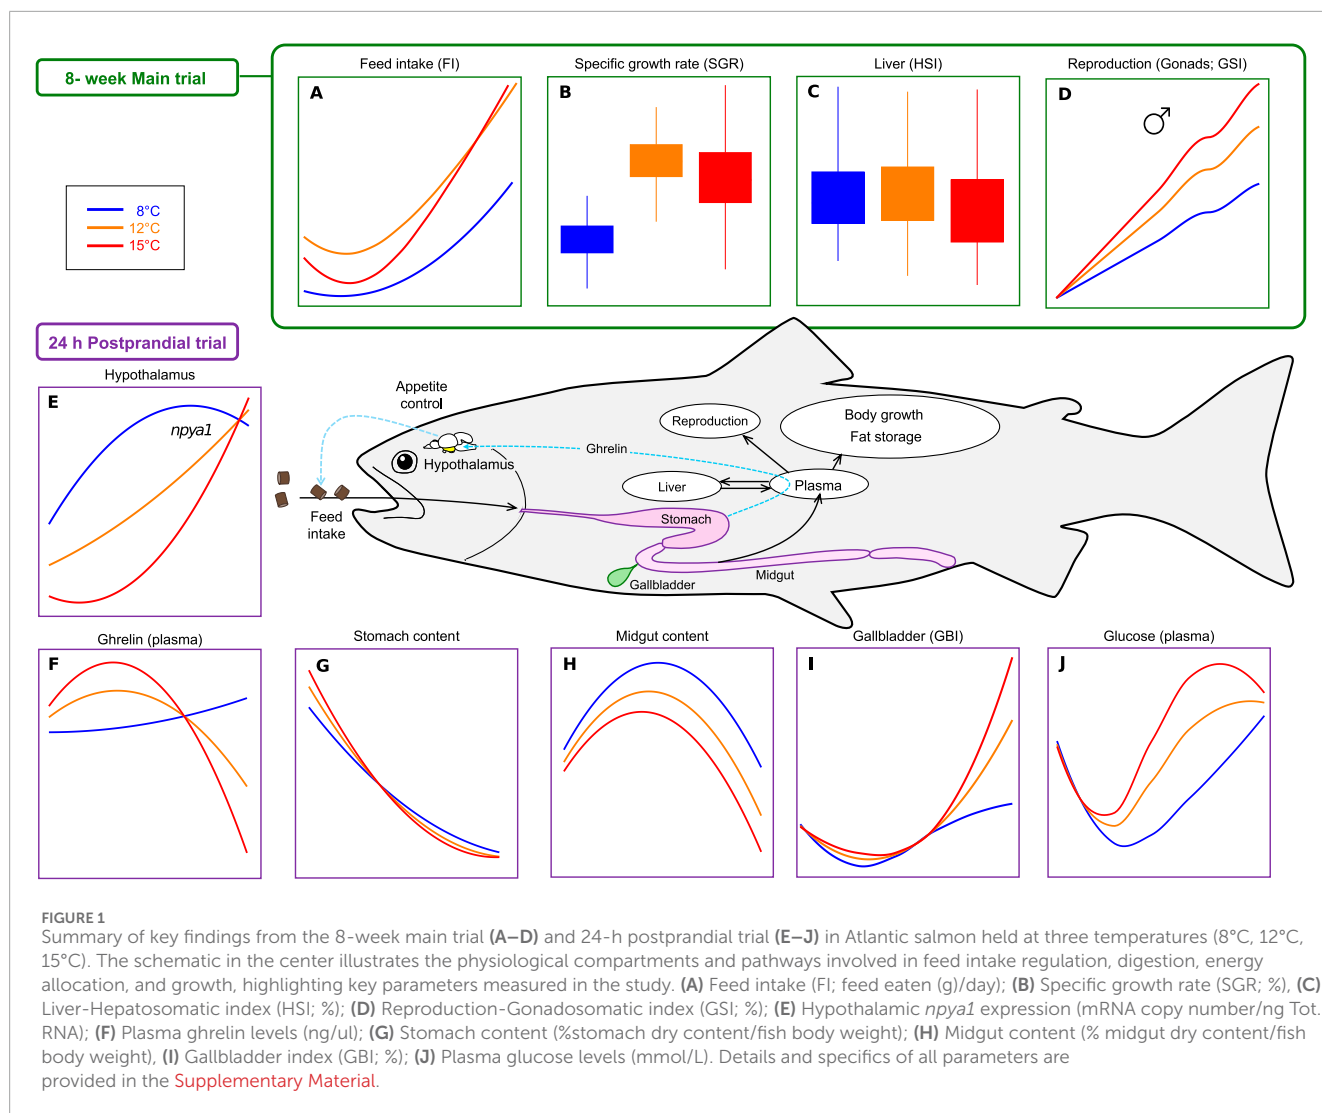 8- week Main trial
Feed intake (FI)
Specific growth rate (SGR)
Liver (HSI)
Reproduction (Gonads; GSI)
A
B
C
D
8°C
12°C
15°C
24 h Postprandial trial
Hypothalamus
E
npya1
Appetite
control
Hypothalamus
Ghrelin
Reproduction
Body growth
Fat storage
Liver
Plasma
Feed
intake
Stomach
Gallbladder
Midgut
Ghrelin (plasma)
Stomach content
Midgut content
Gallbladder (GBI)
Glucose (plasma)
F
G
H
I
J
FIGURE 1
Summary of key findings from the 8-week main trial (A–D) and 24-h postprandial trial (E–J) in Atlantic salmon held at three temperatures (8°C, 12°C,
15°C). The schematic in the center illustrates the physiological compartments and pathways involved in feed intake regulation, digestion, energy
allocation, and growth, highlighting key parameters measured in the study. (A) Feed intake (FI; feed eaten (g)/day); (B) Specific growth rate (SGR; %), (C)
Liver-Hepatosomatic index (HSI; %); (D) Reproduction-Gonadosomatic index (GSI; %); (E) Hypothalamic npya1 expression (mRNA copy number/ng Tot.
RNA); (F) Plasma ghrelin levels (ng/ul); (G) Stomach content (%stomach dry content/fish body weight); (H) Midgut content (% midgut dry content/fish
body weight), (I) Gallbladder index (GBI; %); (J) Plasma glucose levels (mmol/L). Details and specifics of all parameters are
provided in the Supplementary Material.